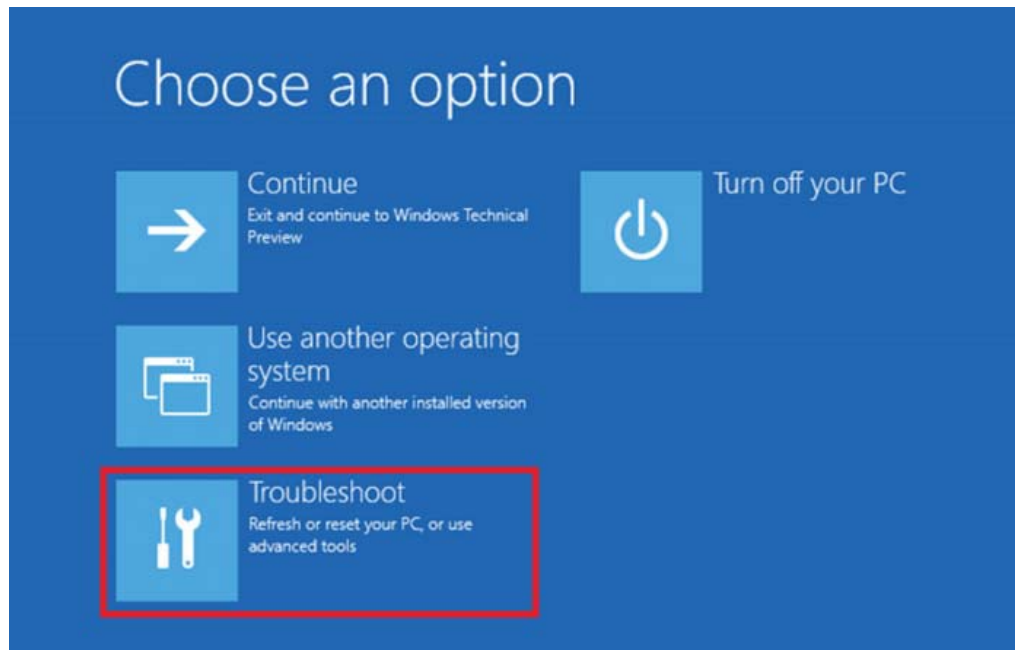 Choose an option
Continue
Exit and continue to Windows Technical
Preview
Turn off your PC
Use another operating
system
Continue with another installed version
of Windows
Troubleshoot
Refresh or reset your PC, or use
advanced tools